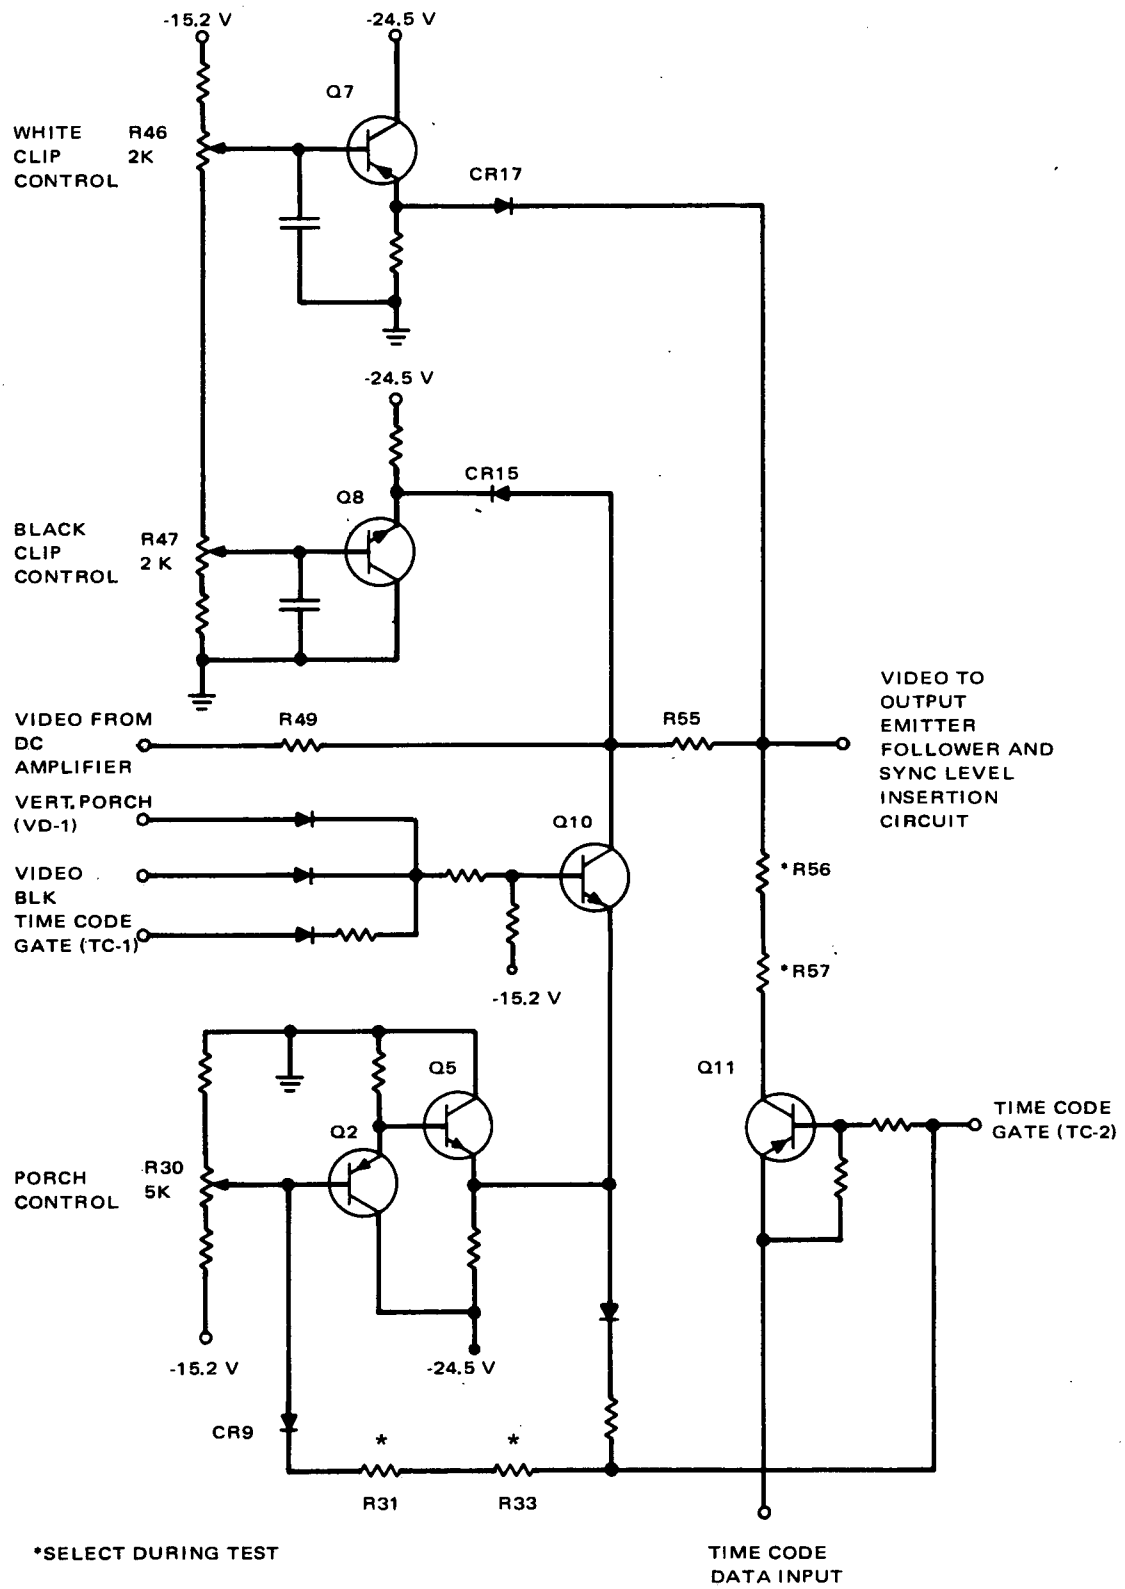 -15.2 V
-24.5 V
Q7
WHITE
CLIP
CONTROL
R46
2K
CR17
-24.5 V
CR15
Q8
BLACK
CLIP
CONTROL
R47
2 K
VIDEO TO
OUTPUT
EMITTER
FOLLOWER AND
SYNC LEVEL
INSERTION
CIRCUIT
VIDEO FROM
DC
AMPLIFIER
R49
R55
VERT. PORCH
(VD-1)
Q10
VIDEO
BLK
*R56
TIME CODE
GATE (TC-1)
*R57
-15.2 V
Q5
Q11
Q2
TIME CODE
GATE (TC-2)
PORCH
CONTROL
R30
5K
-15.2 V
-24.5 V
CR9
*
*
R31
R33
*SELECT DURING TEST
TIME CODE
DATA INPUT